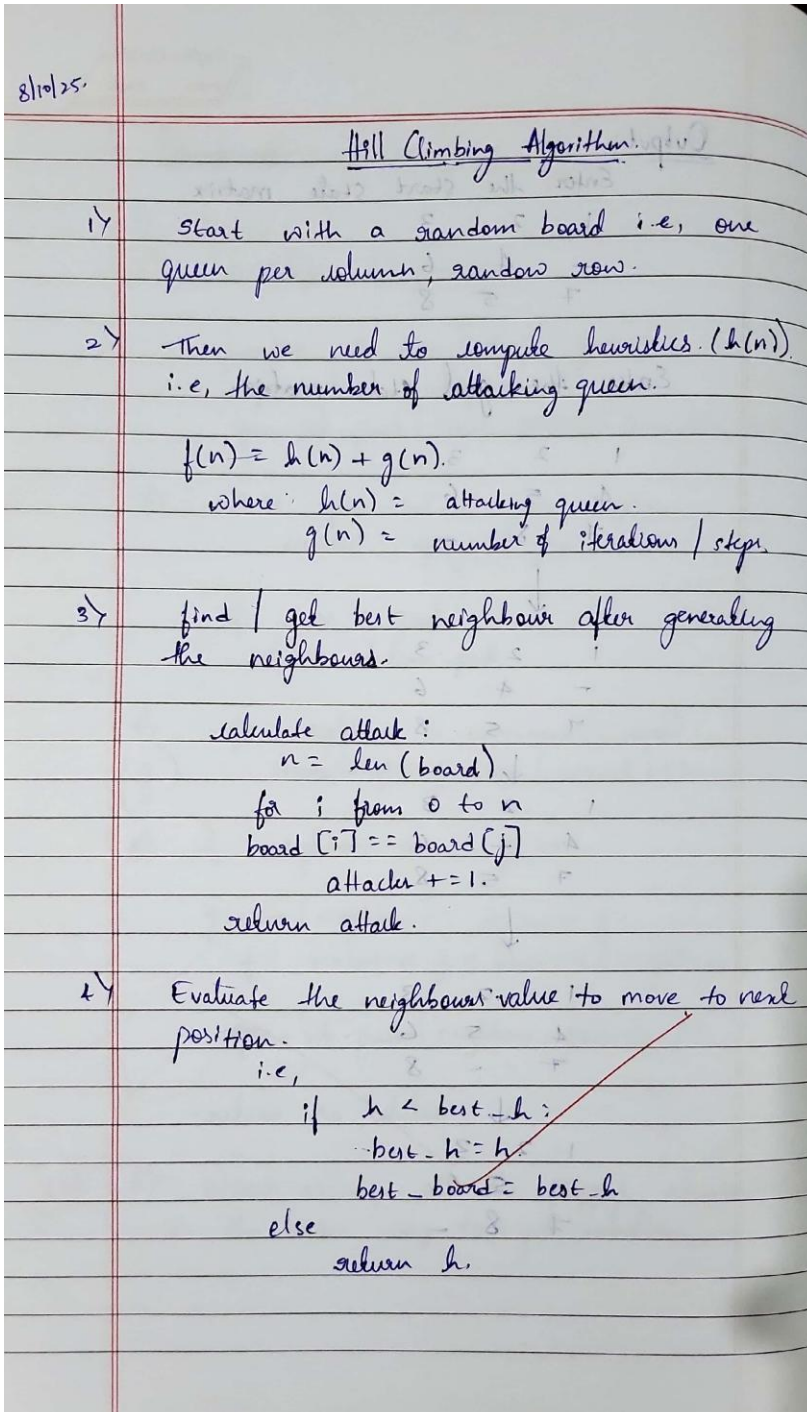 8/10/25.
Hill Climbing Algorithm.
1) Start with a random board i.e, one
queen per column, random row.
2) Then we need to compute heuristics. (h(n)).
i.e, the number of attacking queen.
f(n) = h(n) + g(n).
where: h(n) = attacking queen.
g(n) = number of iterations / steps.
3) find / get best neighbour after generating
the neighbours.
calculate attack :
n = len (board).
for i from 0 to n
board [i] == board [j]
attacks += 1.
return attack.
4) Evaluate the neighbours value to move to next
position.
i.e,
if h < best_h :
best_h = h.
best_board = best_h
else
return h.